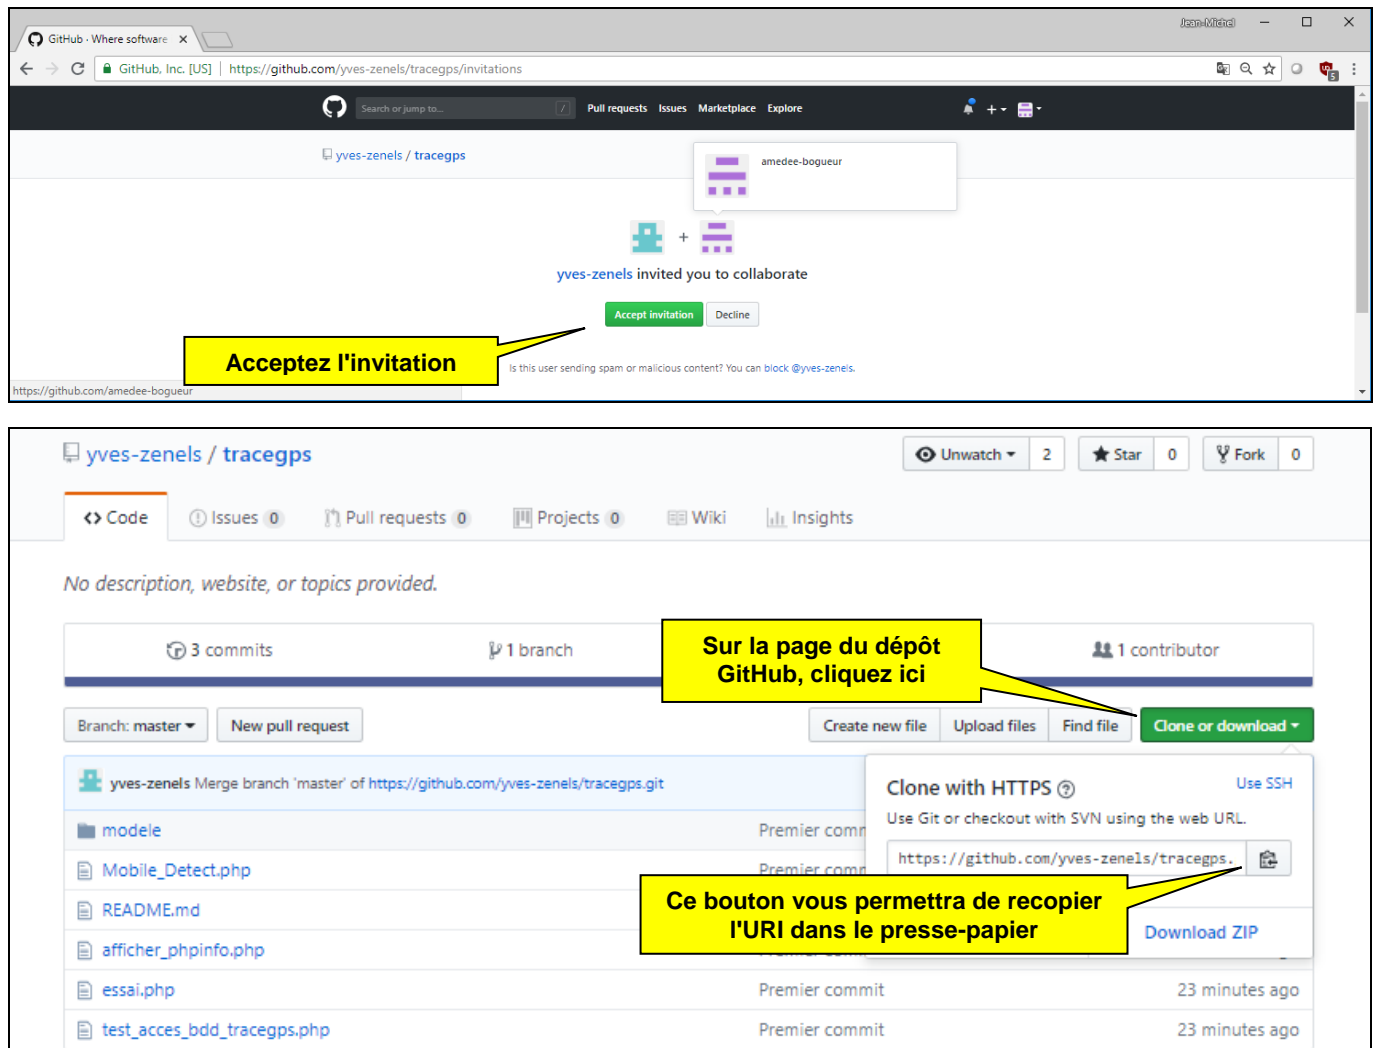 Jean-Michel
GitHub · Where software
GitHub, Inc. [US] | https://github.com/yves-zenels/tracegps/invitations
5
Search or jump to...
/
Pull requests Issues Marketplace Explore
yves-zenels / tracegps
amedee-bogueur
+
yves-zenels invited you to collaborate
Accept invitation Decline
Acceptez l'invitation
Is this user sending spam or malicious content? You can block @yves-zenels.
https://github.com/amedee-bogueur
yves-zenels / tracegps
Unwatch 2 Star 0 Fork 0
Code Issues 0 Pull requests 0 Projects 0 Wiki Insights
No description, website, or topics provided.
3 commits 1 branch 1 contributor
Sur la page du dépôt
GitHub, cliquez ici
Branch: master New pull request Create new file Upload files Find file Clone or download
yves-zenels Merge branch 'master' of https://github.com/yves-zenels/tracegps.git
Clone with HTTPS Use SSH
Use Git or checkout with SVN using the web URL.
https://github.com/yves-zenels/tracegps.
Download ZIP
Ce bouton vous permettra de recopier
l'URI dans le presse-papier
modele Premier comm
Mobile_Detect.php Premier comm
README.md
afficher_phpinfo.php
essai.php Premier commit 23 minutes ago
test_acces_bdd_tracegps.php Premier commit 23 minutes ago